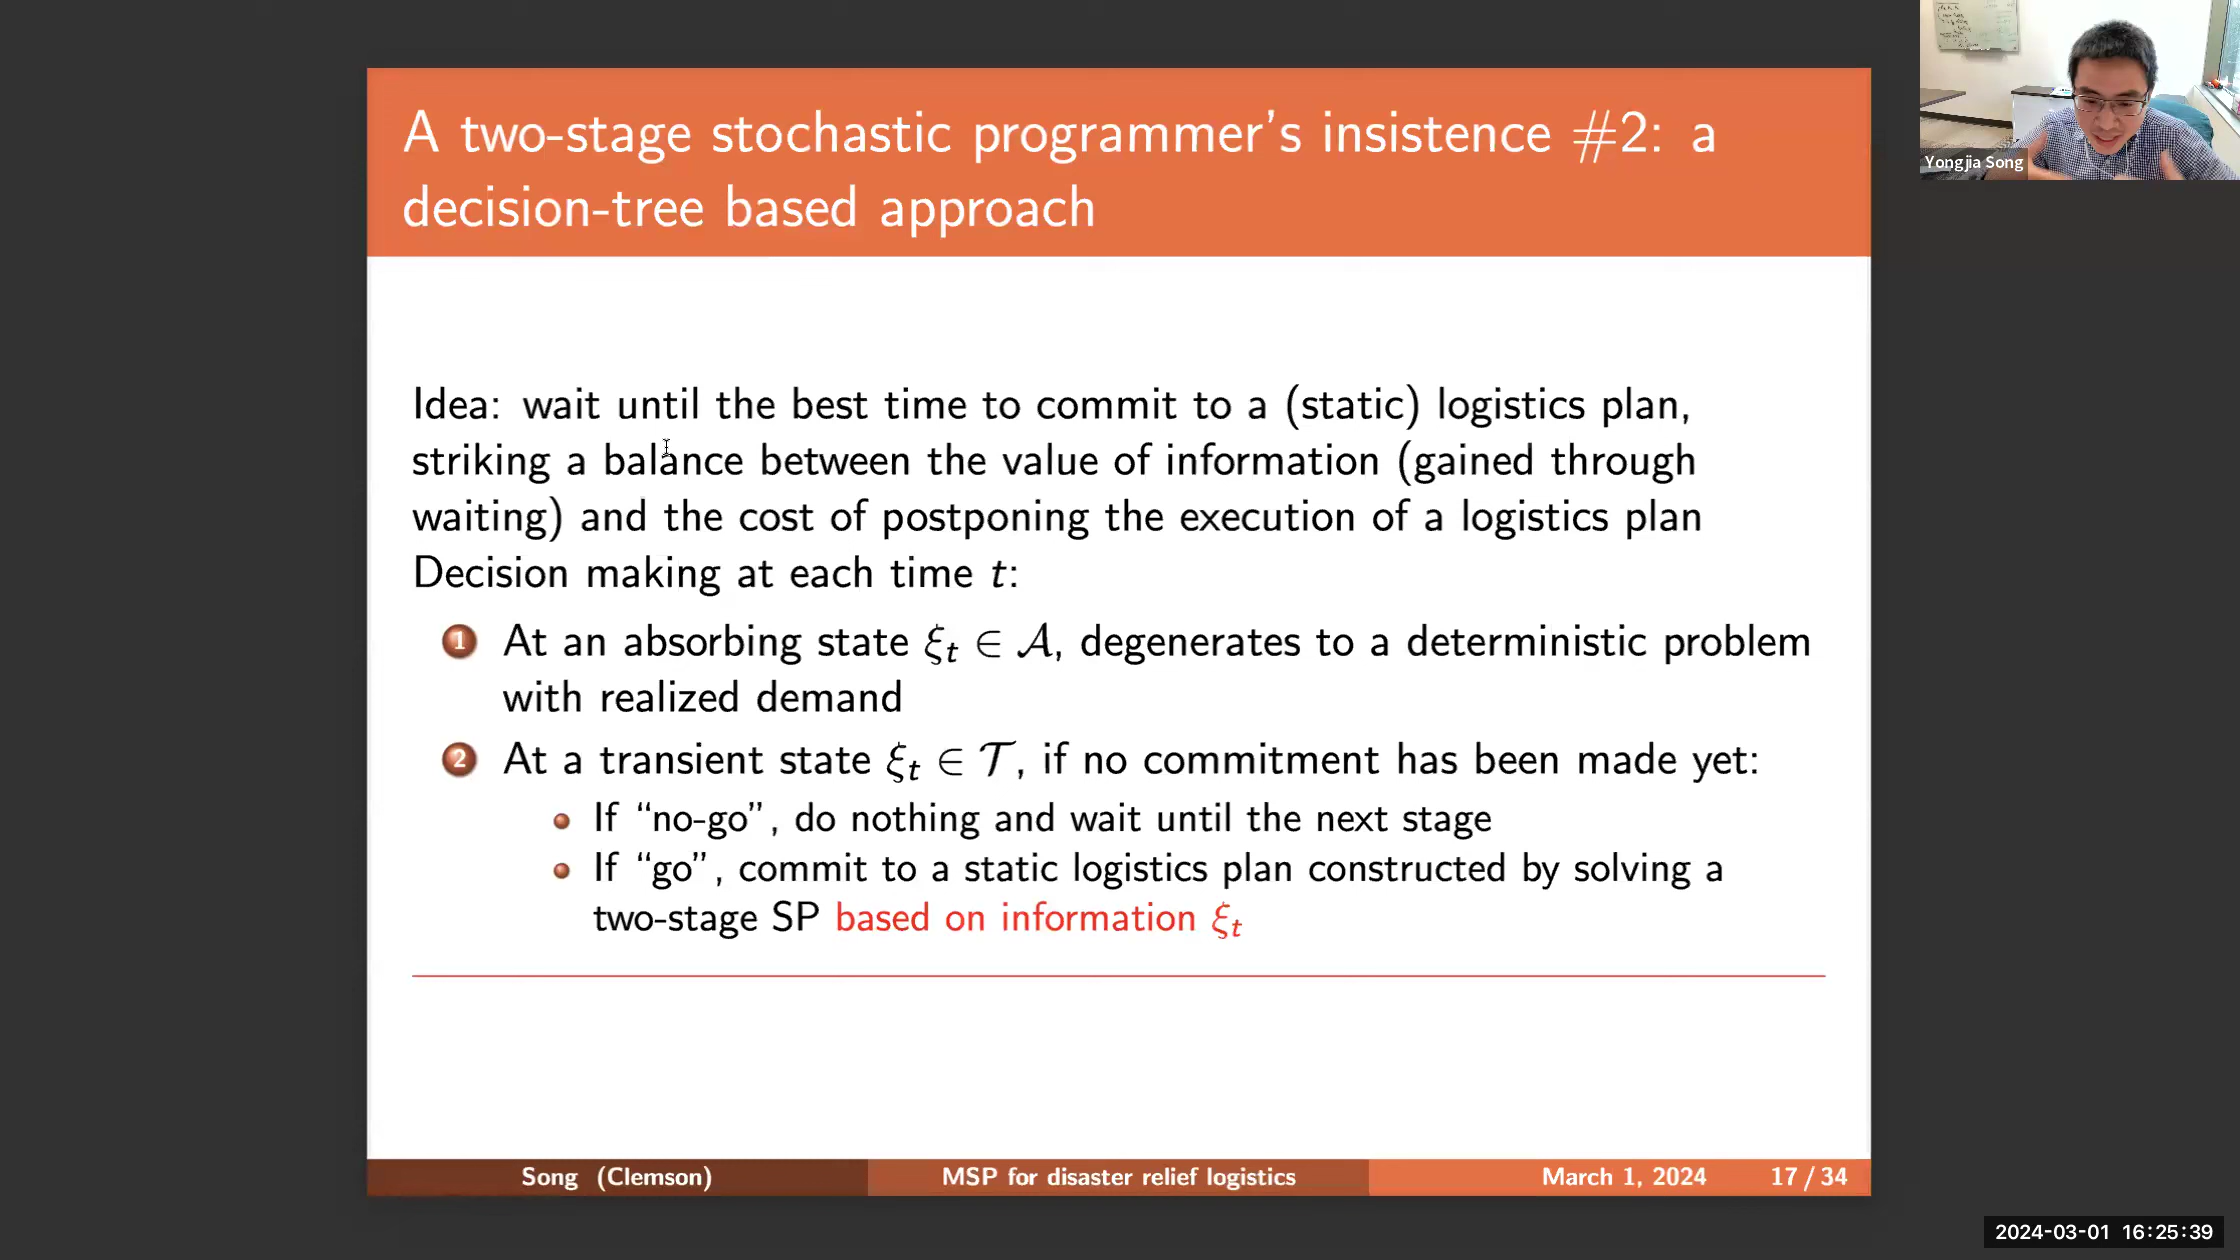 A two-stage stochastic programmer's insistence #2: a
decision-tree based approach
Yongjia Song
Idea: wait until the best time to commit to a (static) logistics plan,
striking a balance between the value of information (gained through
waiting) and the cost of postponing the execution of a logistics plan
Decision making at each time t:
1 At an absorbing state ξt ∈ 𝒜, degenerates to a deterministic problem
with realized demand
2 At a transient state ξt ∈ 𝒯, if no commitment has been made yet:
If “no-go”, do nothing and wait until the next stage
If “go”, commit to a static logistics plan constructed by solving a
two-stage SP based on information ξt
Song (Clemson) MSP for disaster relief logistics March 1, 2024 17 / 34
2024-03-01 16:25:39